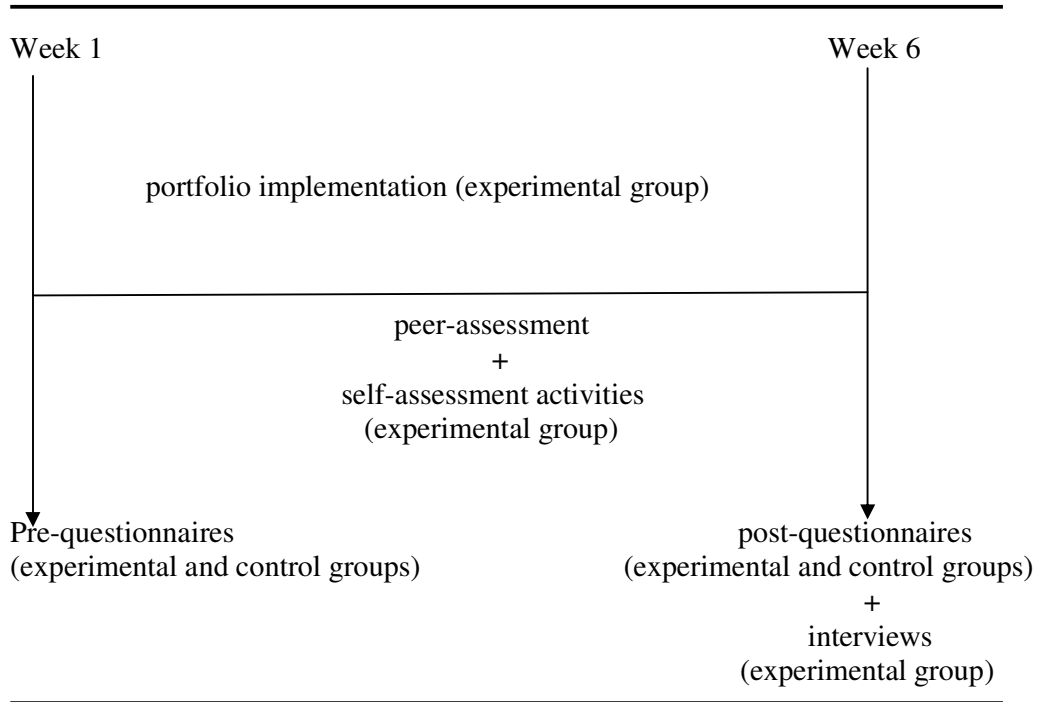 Week 1
Week 6
portfolio implementation (experimental group)
peer-assessment
+
self-assessment activities
(experimental group)
Pre-questionnaires
(experimental and control groups)
post-questionnaires
(experimental and control groups)
+
interviews
(experimental group)